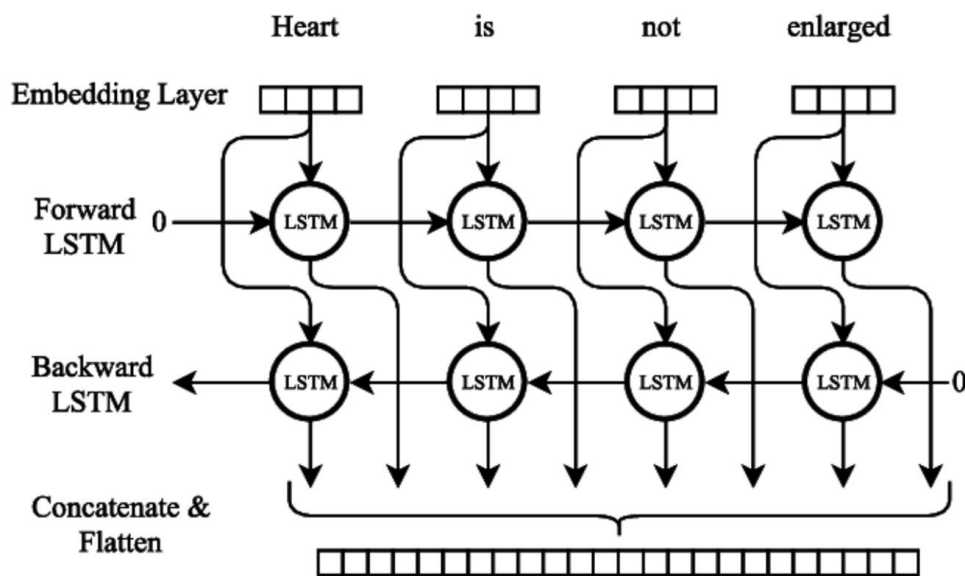 Heart is not enlarged
Embedding Layer
LSTM LSTM LSTM LSTM
Forward 0
LSTM
LSTM LSTM LSTM LSTM
Backward 0
LSTM
Concatenate &
Flatten